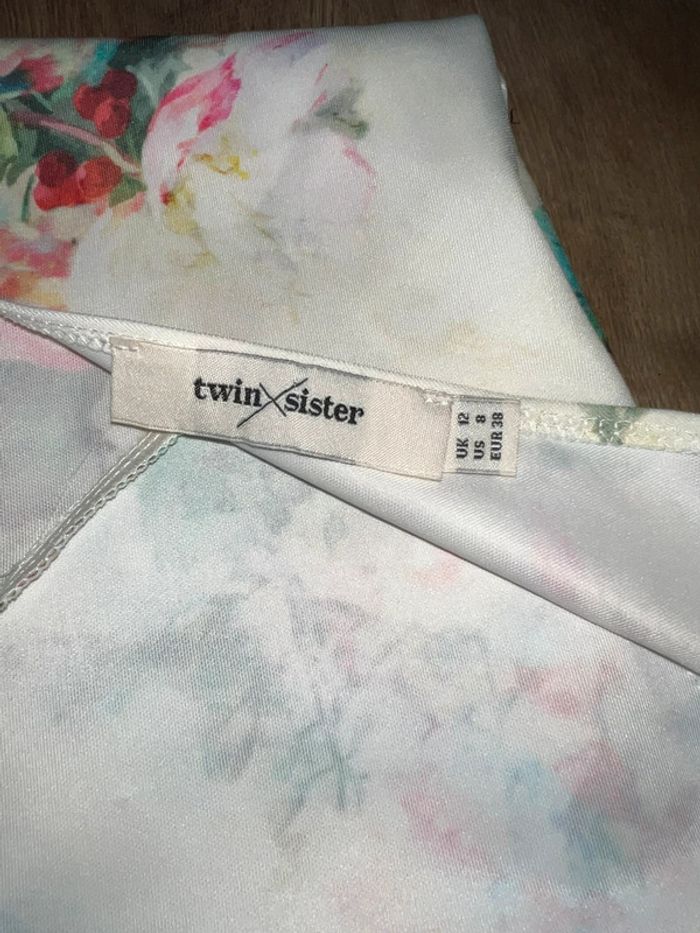 twin sister
UK 12
US 8
EUR 38